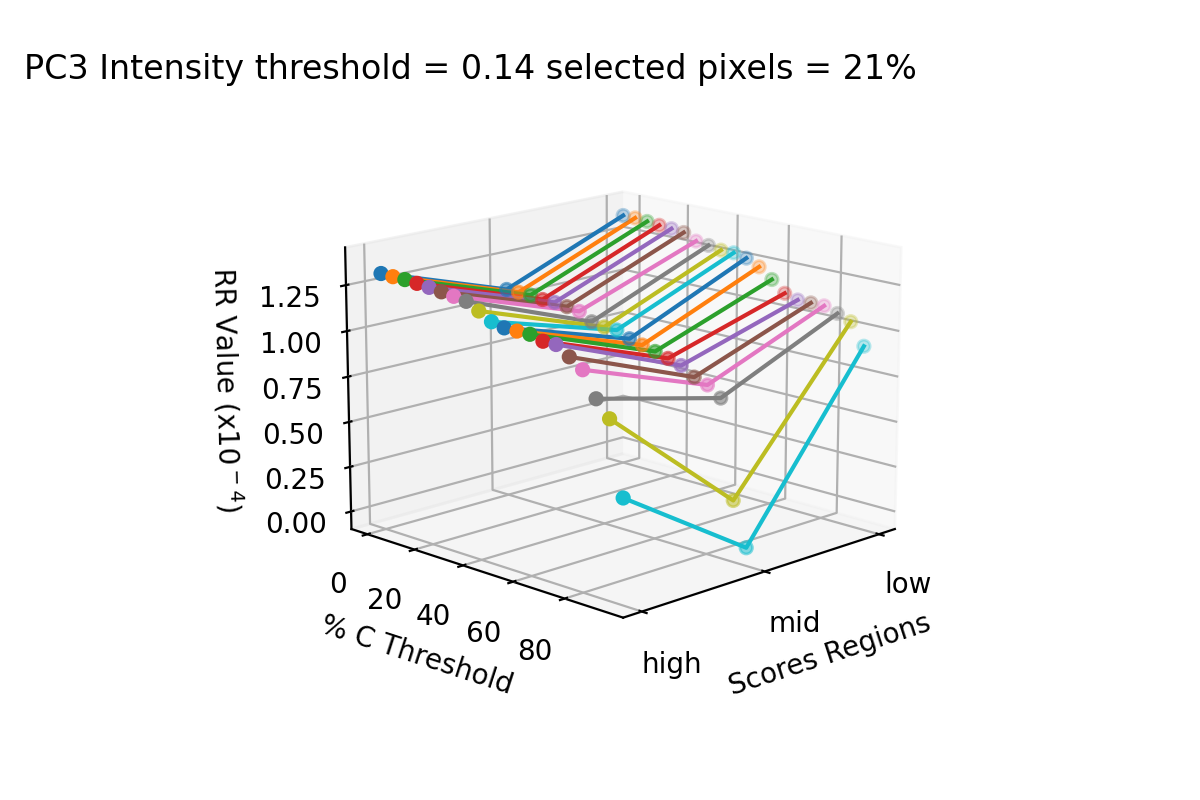 PC3 Intensity threshold = 0.14 selected pixels = 21%
RR Value (x10⁻⁴)
1.25
1.00
0.75
0.50
0.25
0.00
0
20
40
60
80
% C Threshold
high
mid
low
Scores Regions